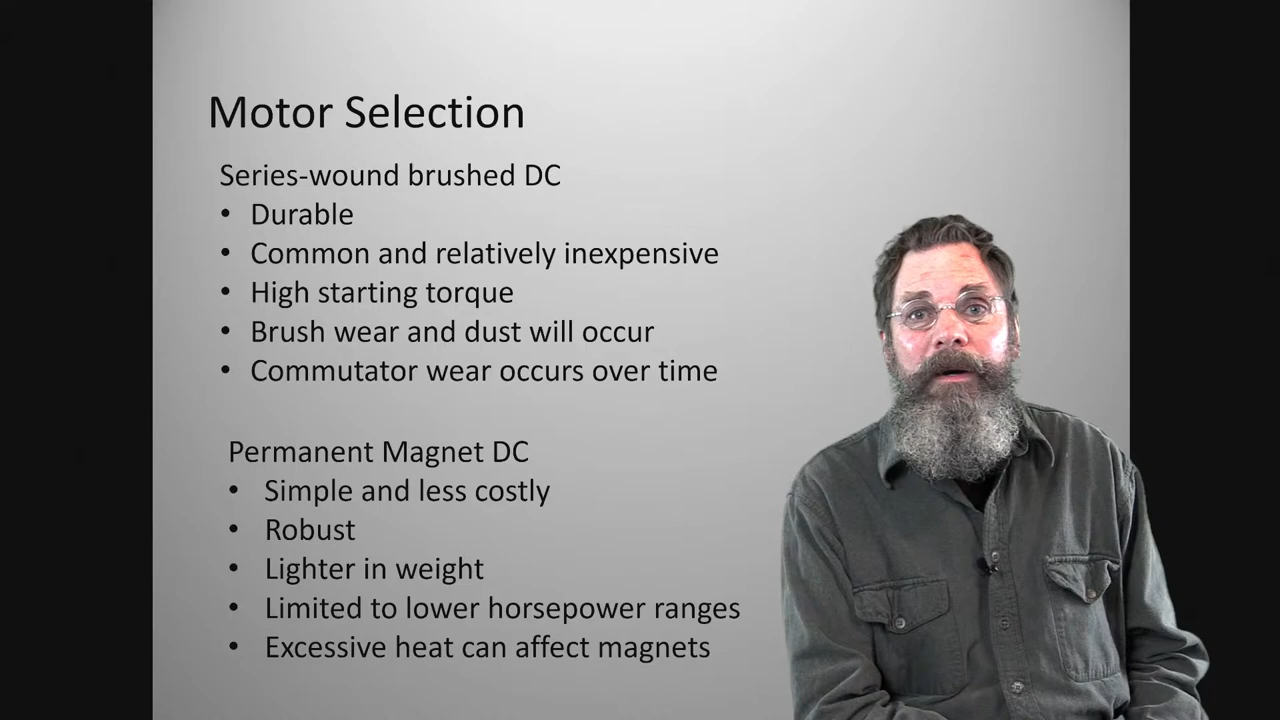 Motor Selection
Series-wound brushed DC
• Durable
• Common and relatively inexpensive
• High starting torque
• Brush wear and dust will occur
• Commutator wear occurs over time
Permanent Magnet DC
• Simple and less costly
• Robust
• Lighter in weight
• Limited to lower horsepower ranges
• Excessive heat can affect magnets